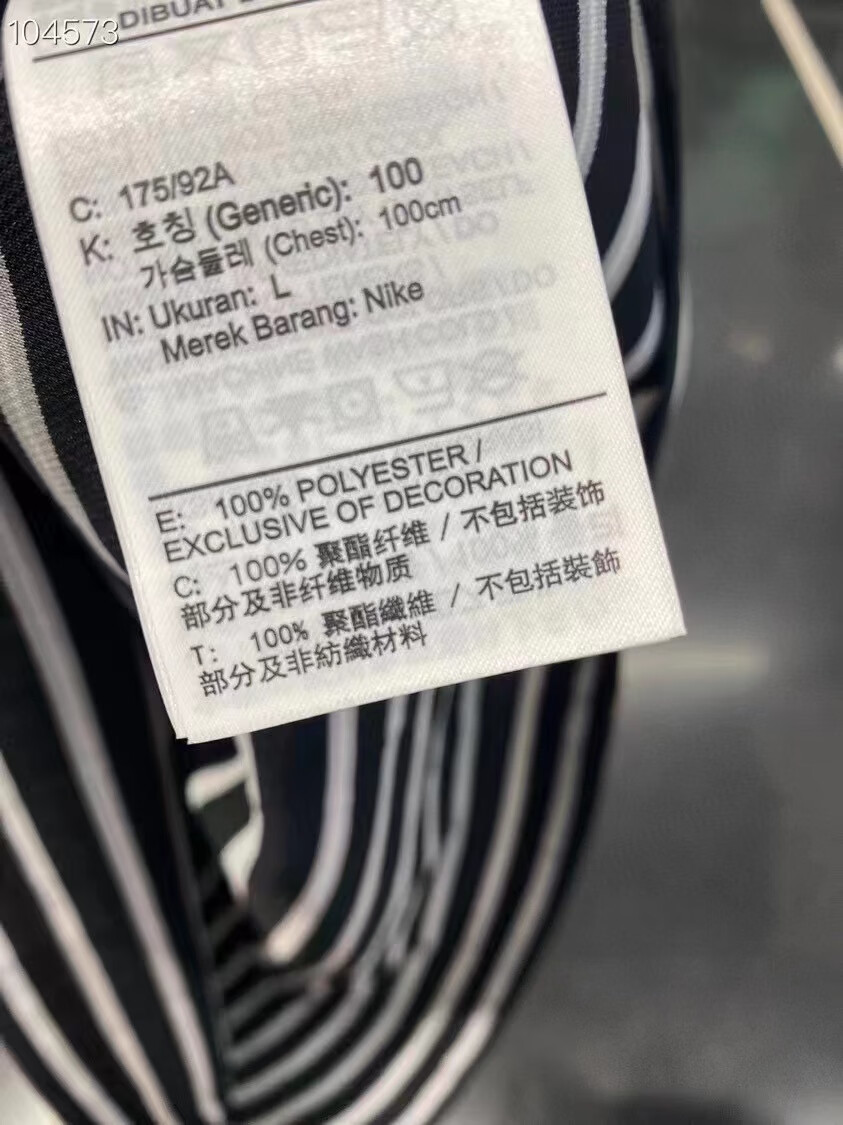 104573
DIBUAT
C: 175/92A
K: 호칭 (Generic): 100
가슴둘레 (Chest): 100cm
IN: Ukuran: L
Merek Barang: Nike
E: 100% POLYESTER /
EXCLUSIVE OF DECORATION
C: 100% 聚酯纤维 / 不包括装饰
部分及非纤维物质
T: 100% 聚酯纖維 / 不包括裝飾
部分及非紡織材料